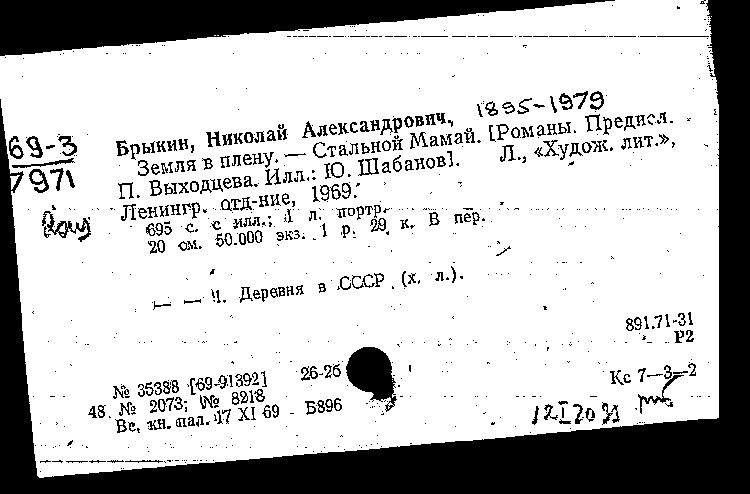 Брыкин, Николай Александрович, 1895-1979
69-3
7971
Земля в плену. — Стальной Мамай. [Романы. Предисл.
П. Выходцева. Илл.: Ю. Шабанов]. Л., «Худож. лит.»,
Ленингр. отд-ние, 1969.
695 с. с илл.; 1 л. портр.
20 см. 50.000 экз. 1 р. 29 к. В пер.
— — 1. Деревня в СССР (х. л.).
891.71-31
Р2
№ 35388 [69-91392] 26-26
48 № 2073; № 8218
Вс. кн. пал. 17 XI 69 Б896
Кс 7—3—2